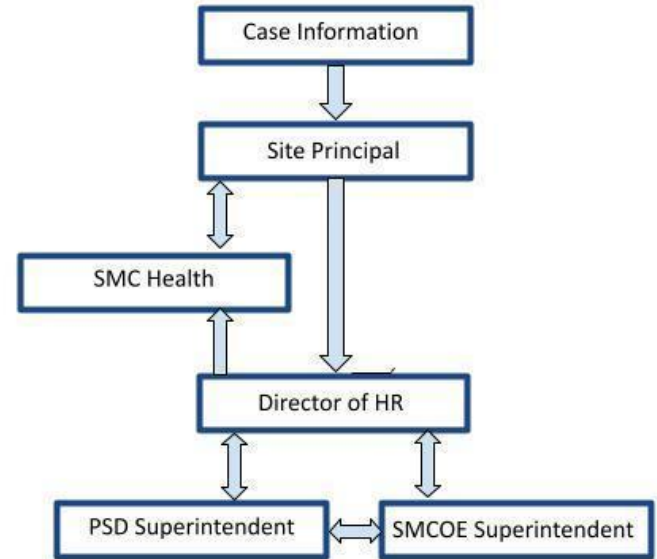 Case Information
Site Principal
SMC Health
Director of HR
PSD Superintendent
SMCOE Superintendent